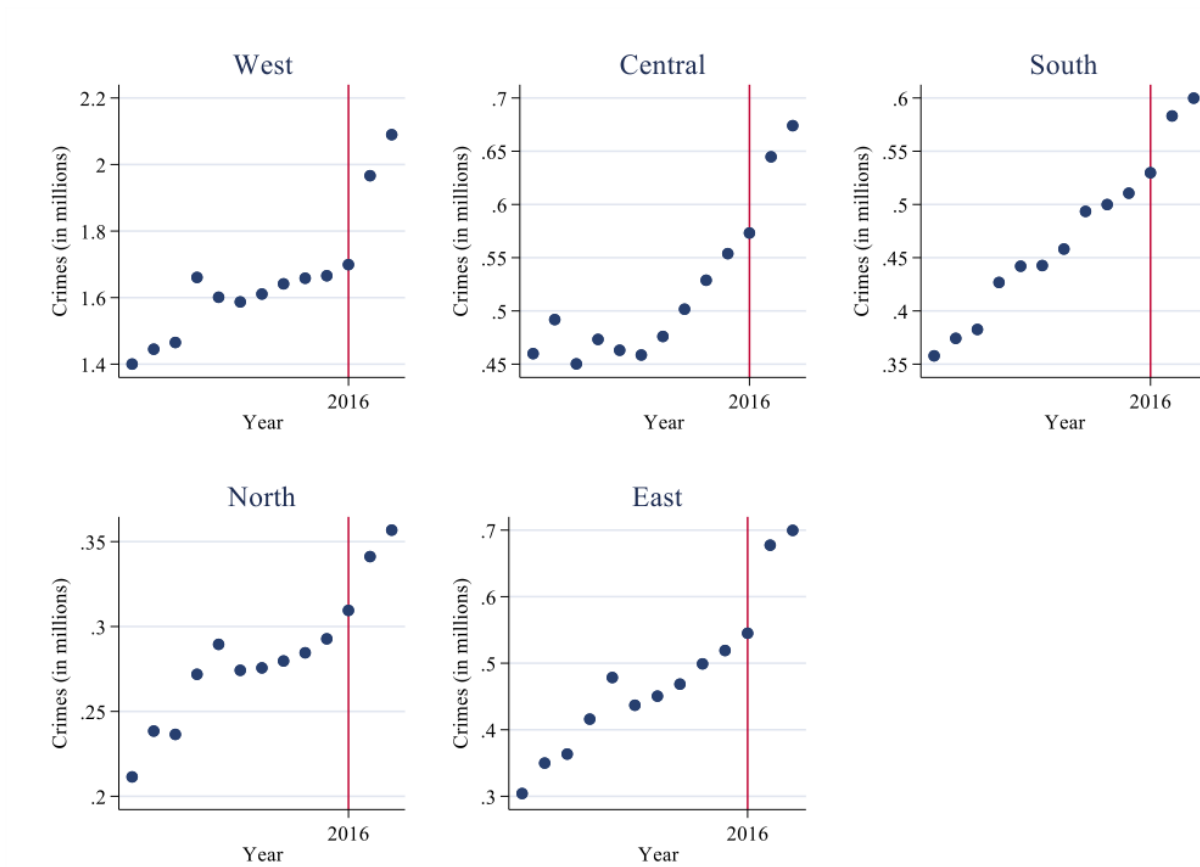 West
Crimes (in millions)
2.2
2
1.8
1.6
1.4
2016
Year
Central
Crimes (in millions)
.7
.65
.6
.55
.5
.45
2016
Year
South
Crimes (in millions)
.6
.55
.5
.45
.4
.35
2016
Year
North
Crimes (in millions)
.35
.3
.25
.2
2016
Year
East
Crimes (in millions)
.7
.6
.5
.4
.3
2016
Year